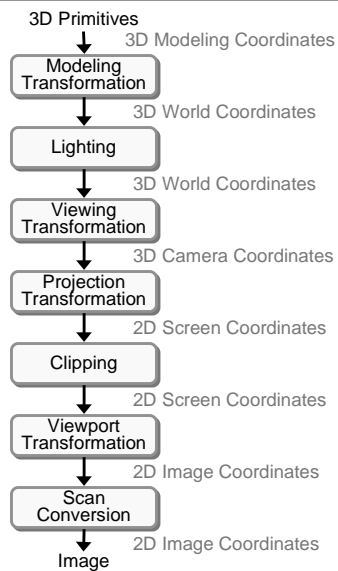 3D Primitives
3D Modeling Coordinates
Modeling
Transformation
3D World Coordinates
Lighting
3D World Coordinates
Viewing
Transformation
3D Camera Coordinates
Projection
Transformation
2D Screen Coordinates
Clipping
2D Screen Coordinates
Viewport
Transformation
2D Image Coordinates
Scan
Conversion
2D Image Coordinates
Image